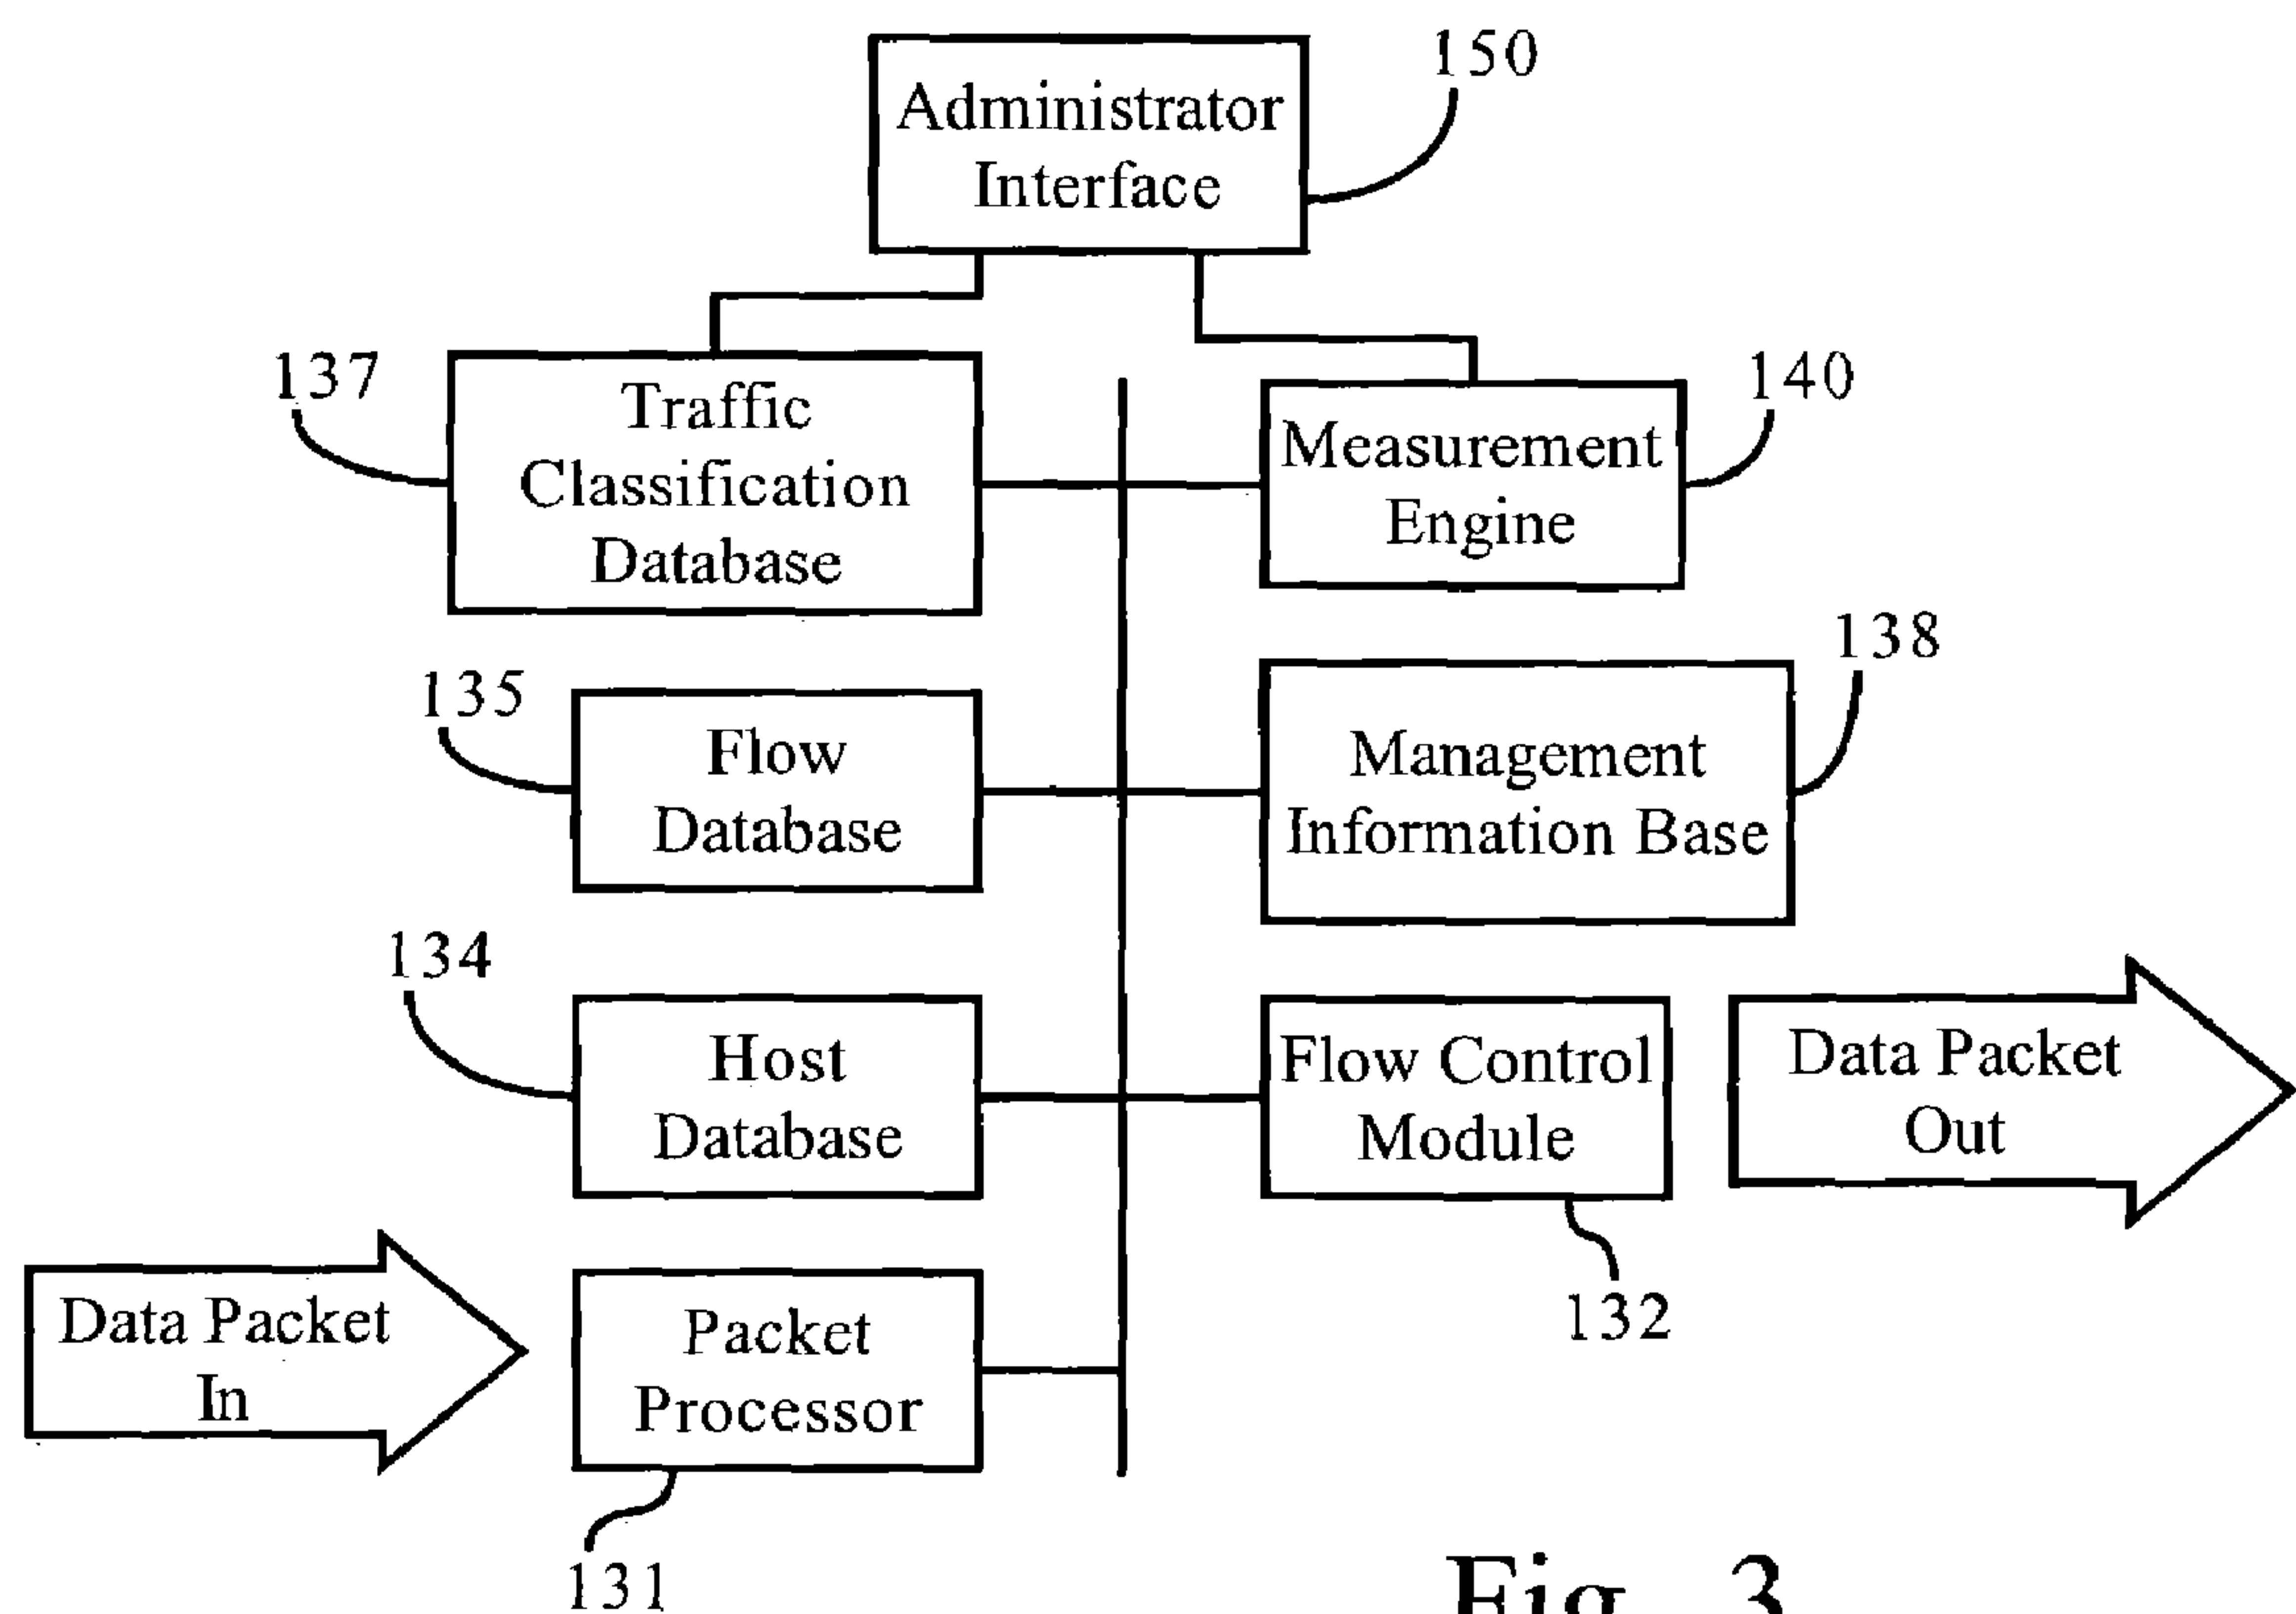 150
Administrator
Interface
137
Traffic
Classification
Database
140
Measurement
Engine
135
Flow
Database
138
Management
Information Base
134
Host
Database
Flow Control
Module
132
Data Packet
Out
Data Packet
In
Packet
Processor
131
Fig. 3